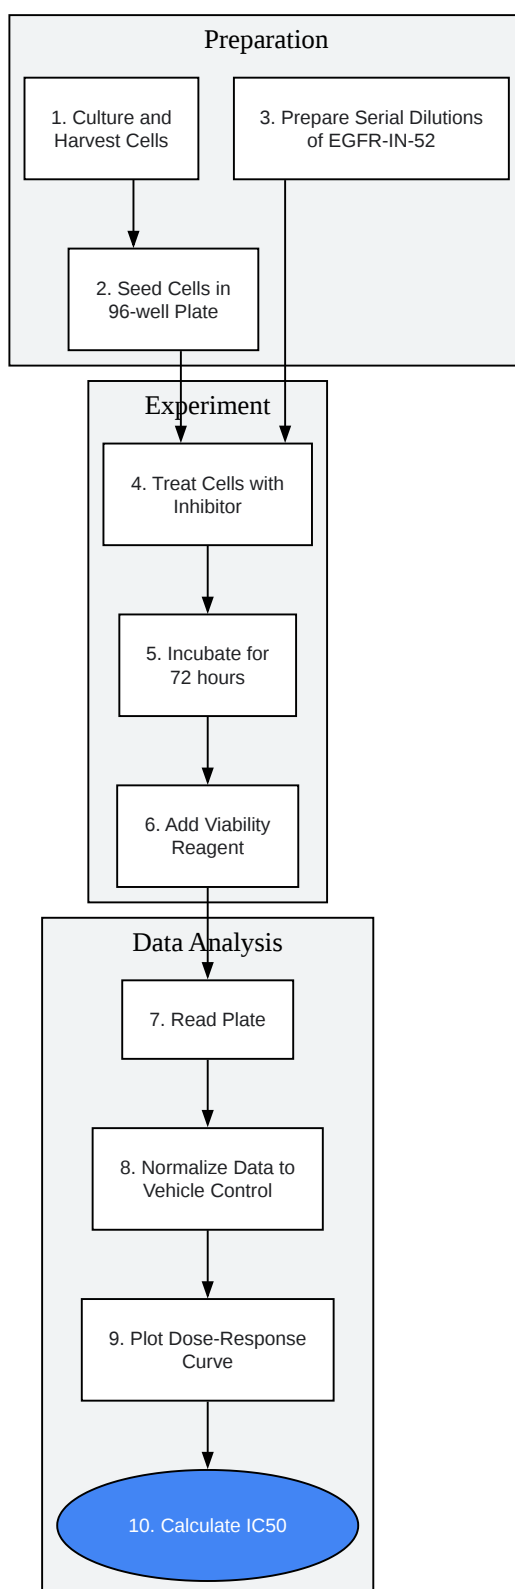 Preparation
1. Culture and
Harvest Cells
3. Prepare Serial Dilutions
of EGFR-IN-52
2. Seed Cells in
96-well Plate
Experiment
4. Treat Cells with
Inhibitor
5. Incubate for
72 hours
6. Add Viability
Reagent
Data Analysis
7. Read Plate
8. Normalize Data to
Vehicle Control
9. Plot Dose-Response
Curve
10. Calculate IC50